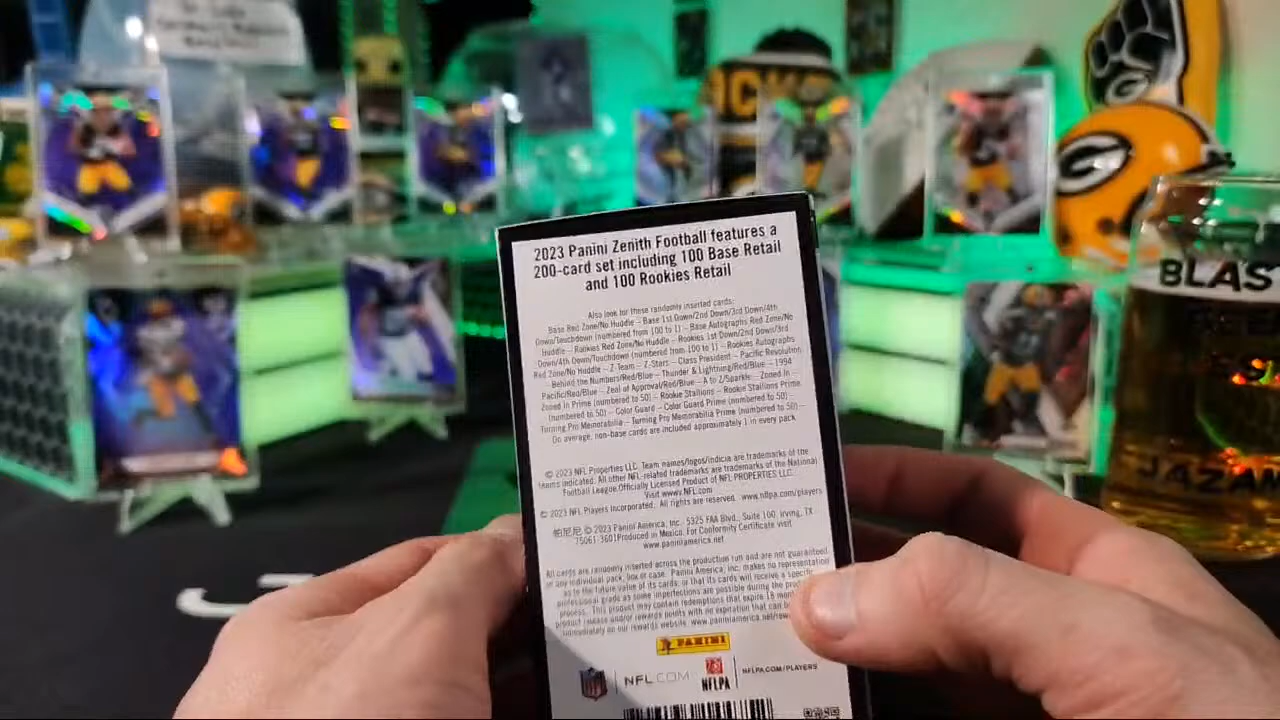 2023 Panini Zenith Football features a
200-card set including 100 Base Retail
and 100 Rookies Retail
Also look for these randomly inserted cards:
Base Red Zone/No Huddle – Base 1st Down/2nd Down/3rd Down/4th
Down/Touchdown (numbered from 100 to 1) – Base Autographs Red Zone/No
Huddle – Rookies Red Zone/No Huddle – Rookies 1st Down/2nd Down/3rd
Down/4th Down/Touchdown (numbered from 100 to 1) – Rookies Autographs
Red Zone/No Huddle – Z-Team – Z-Stars – Class President – Pacific Revolution
– Behind the Numbers/Red/Blue – Thunder & Lightning/Red/Blue – 1994
Pacific/Red/Blue – Zeal of Approval/Red/Blue – A to Z/Sparkle – Zoned In –
Zoned In Prime (numbered to 50) – Rookie Stallions – Rookie Stallions Prime
(numbered to 50) – Color Guard – Color Guard Prime (numbered to 50) –
Turning Pro Memorabilia – Turning Pro Memorabilia Prime (numbered to 50) –
On average, non-base cards are included approximately 1 in every pack.
© 2023 NFL Properties LLC. Team names/logos/indicia are trademarks of the
teams indicated. All other NFL-related trademarks are trademarks of the National
Football League.Officially Licensed Product of NFL PROPERTIES LLC.
Visit www.NFL.com
© 2023 NFL Players Incorporated. All rights are reserved. www.nflpa.com/players
帕尼尼 © 2023 Panini America, Inc. 5325 FAA Blvd., Suite 100, Irving, TX
75061-3601Produced in Mexico. For Conformity Certificate visit
www.paniniamerica.net
All cards are randomly inserted across the production run and are not guaranteed
in any individual pack, box or case. Panini America, Inc. makes no representation
as to the future value of its cards, or that its cards will receive a specific
professional grade as some imperfections are possible during the
process. This product may contain redemptions that expire 18
product release and/or rewards points with no expiration that can be
immediately on our rewards website. www.paniniamerica.net
PANINI
NFL
NFL.COM
NFLPA
NFLPA.COM/PLAYERS
BLAS
JAZAN
G
G